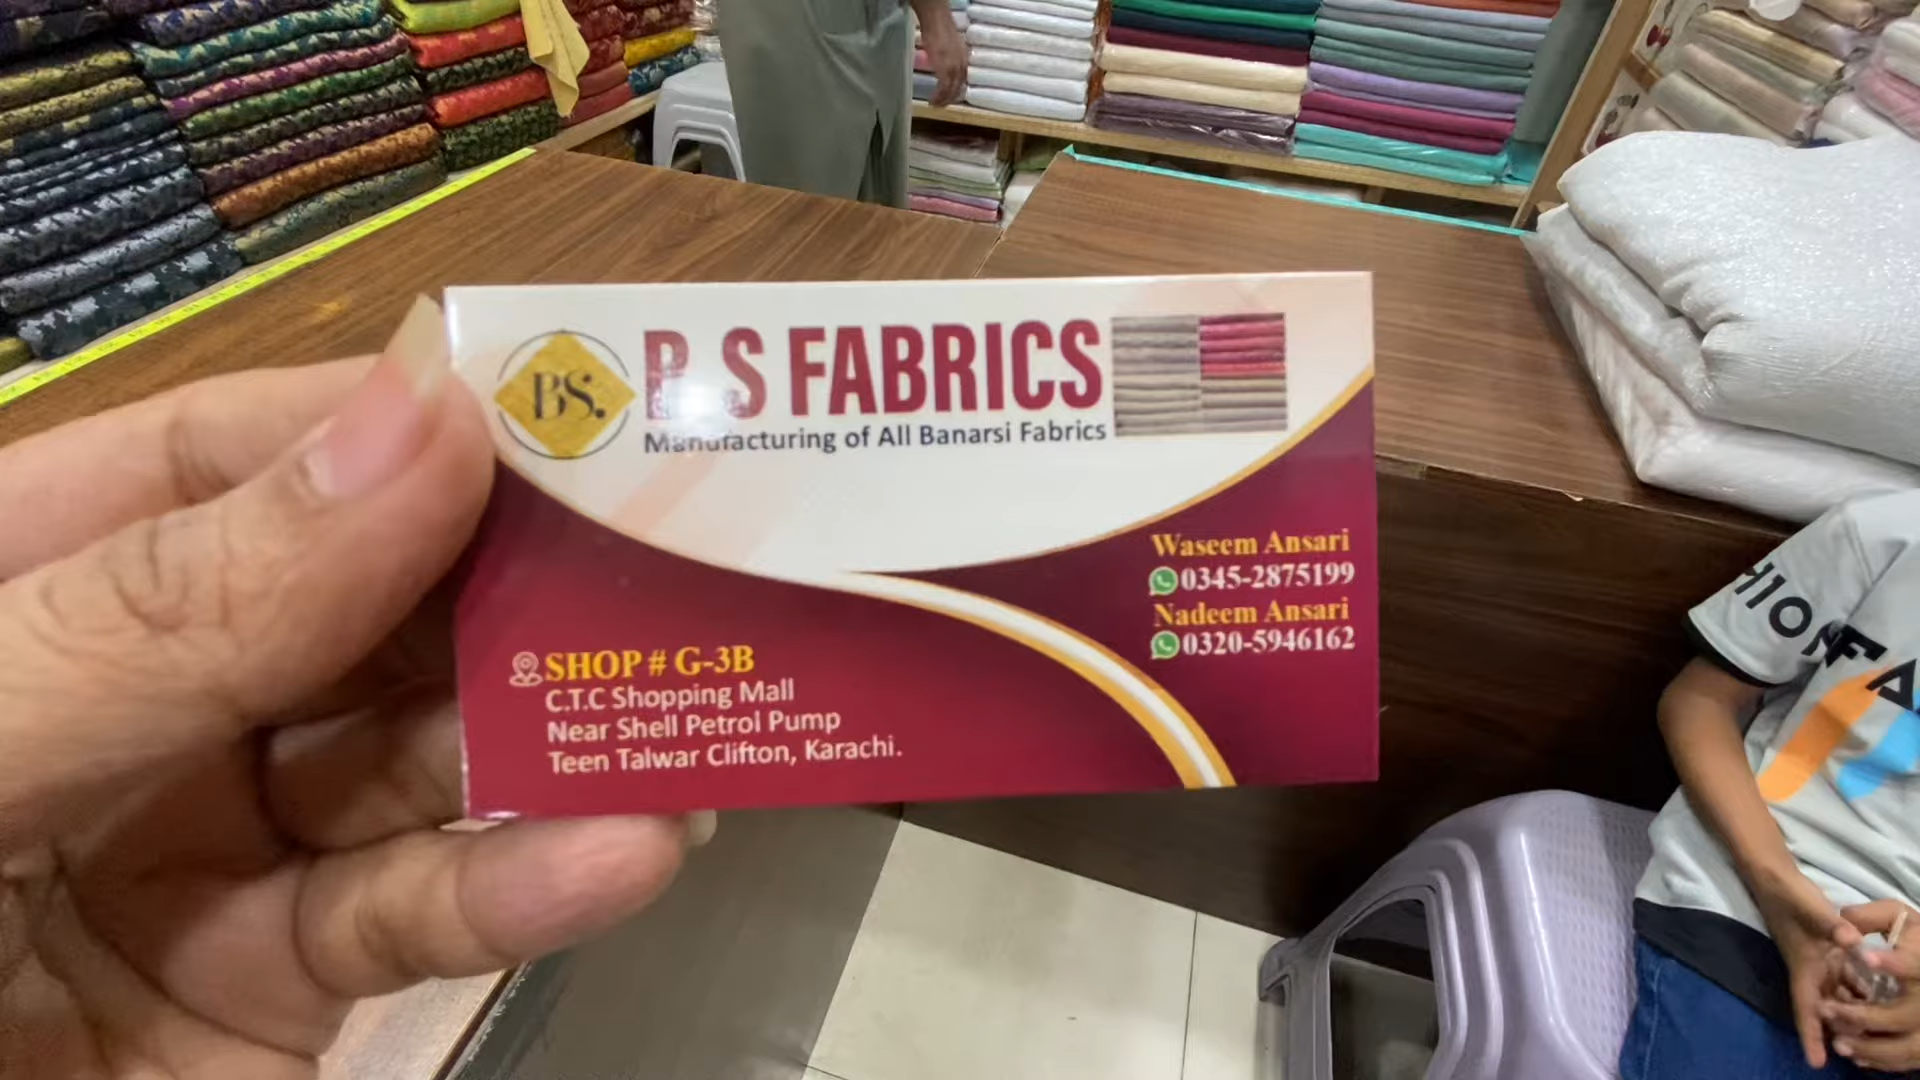 BS.
B.S FABRICS
Manufacturing of All Banarsi Fabrics
Waseem Ansari
0345-2875199
Nadeem Ansari
0320-5946162
SHOP # G-3B
C.T.C Shopping Mall
Near Shell Petrol Pump
Teen Talwar Clifton, Karachi.